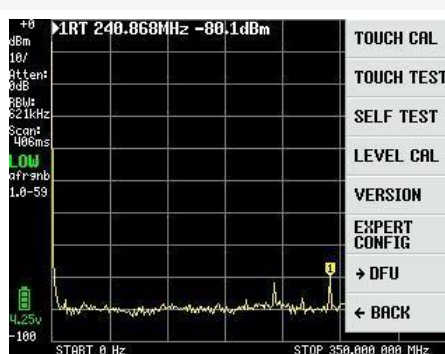 +0
dBm
10/
Atten:
0dB
RBW:
621kHz
Scan:
406ms
LOW
afr9nb
1.0-59
4.25v
-100
1RT 240.868MHz -80.1dBm
1
START 0 Hz
STOP 350.000 000 MHz
TOUCH CAL
TOUCH TEST
SELF TEST
LEVEL CAL
VERSION
EXPERT
CONFIG
→ DFU
← BACK